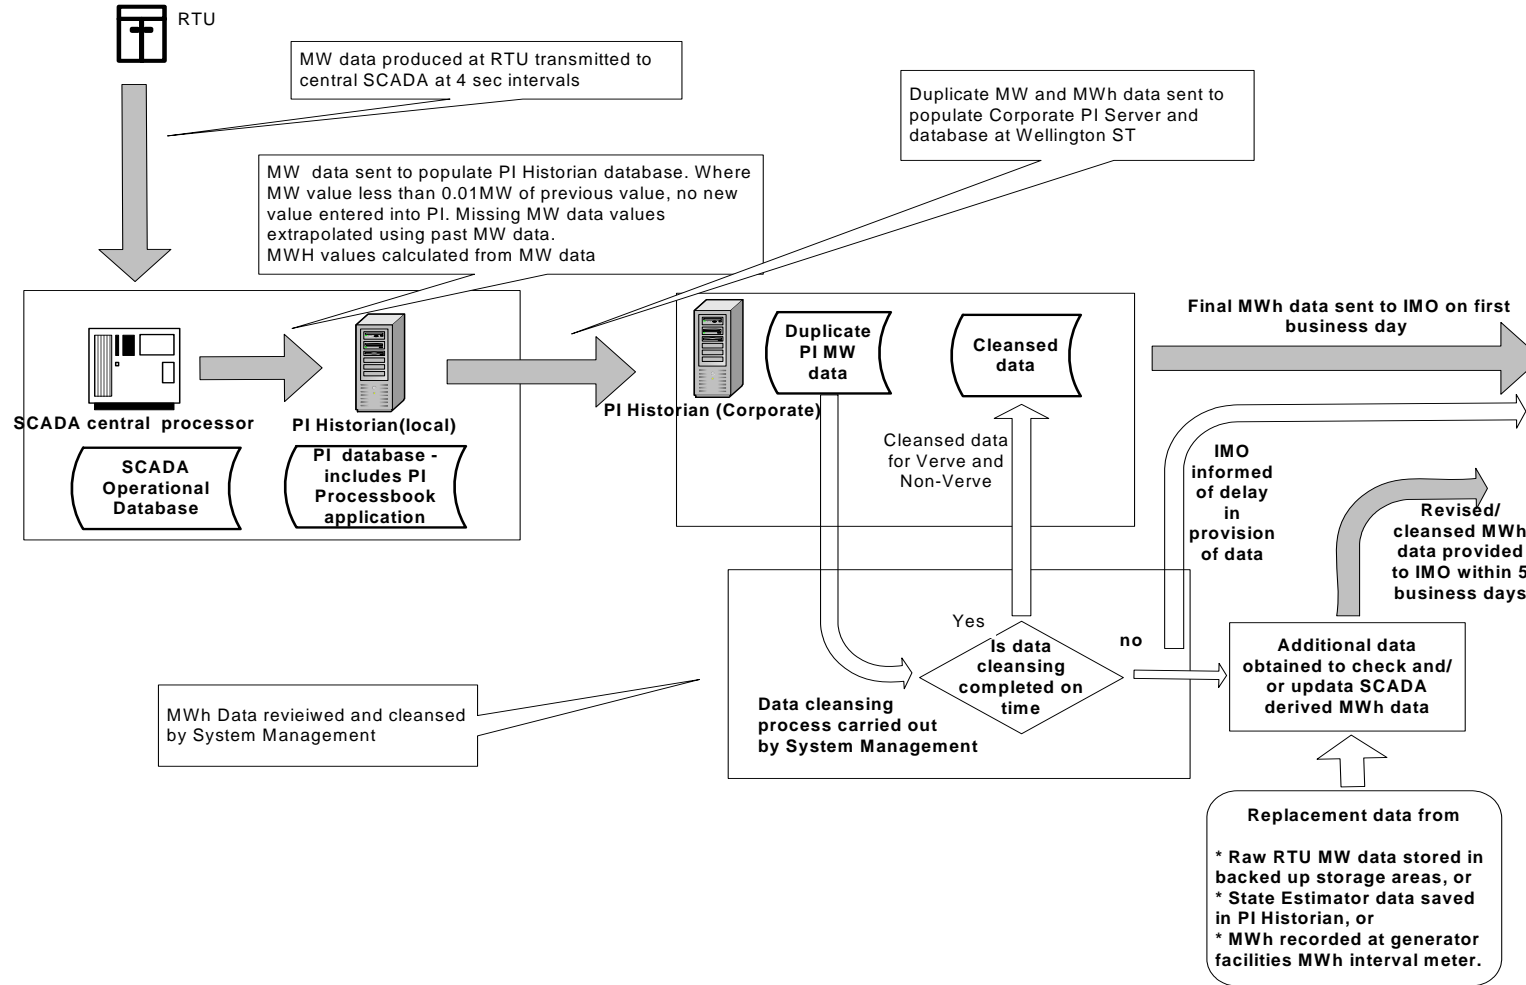 RTU
MW data produced at RTU transmitted to
central SCADA at 4 sec intervals
Duplicate MW and MWh data sent to
populate Corporate PI Server and
database at Wellington ST
MW data sent to populate PI Historian database. Where
MW value less than 0.01MW of previous value, no new
value entered into PI. Missing MW data values
extrapolated using past MW data.
MWH values calculated from MW data
SCADA central processor
PI Historian(local)
SCADA
Operational
Database
PI database -
includes PI
Processbook
application
PI Historian (Corporate)
Duplicate
PI MW
data
Cleansed
data
Cleansed data
for Verve and
Non-Verve
Final MWh data sent to IMO on first
business day
IMO
informed
of delay
in
provision
of data
Revised/
cleansed MWh
data provided
to IMO within 5
business days
MWh Data revieiwed and cleansed
by System Management
Data cleansing
process carried out
by System Management
Yes
Is data
cleansing
completed on
time
no
Additional data
obtained to check and/
or updata SCADA
derived MWh data
Replacement data from
* Raw RTU MW data stored in
backed up storage areas, or
* State Estimator data saved
in PI Historian, or
* MWh recorded at generator
facilities MWh interval meter.